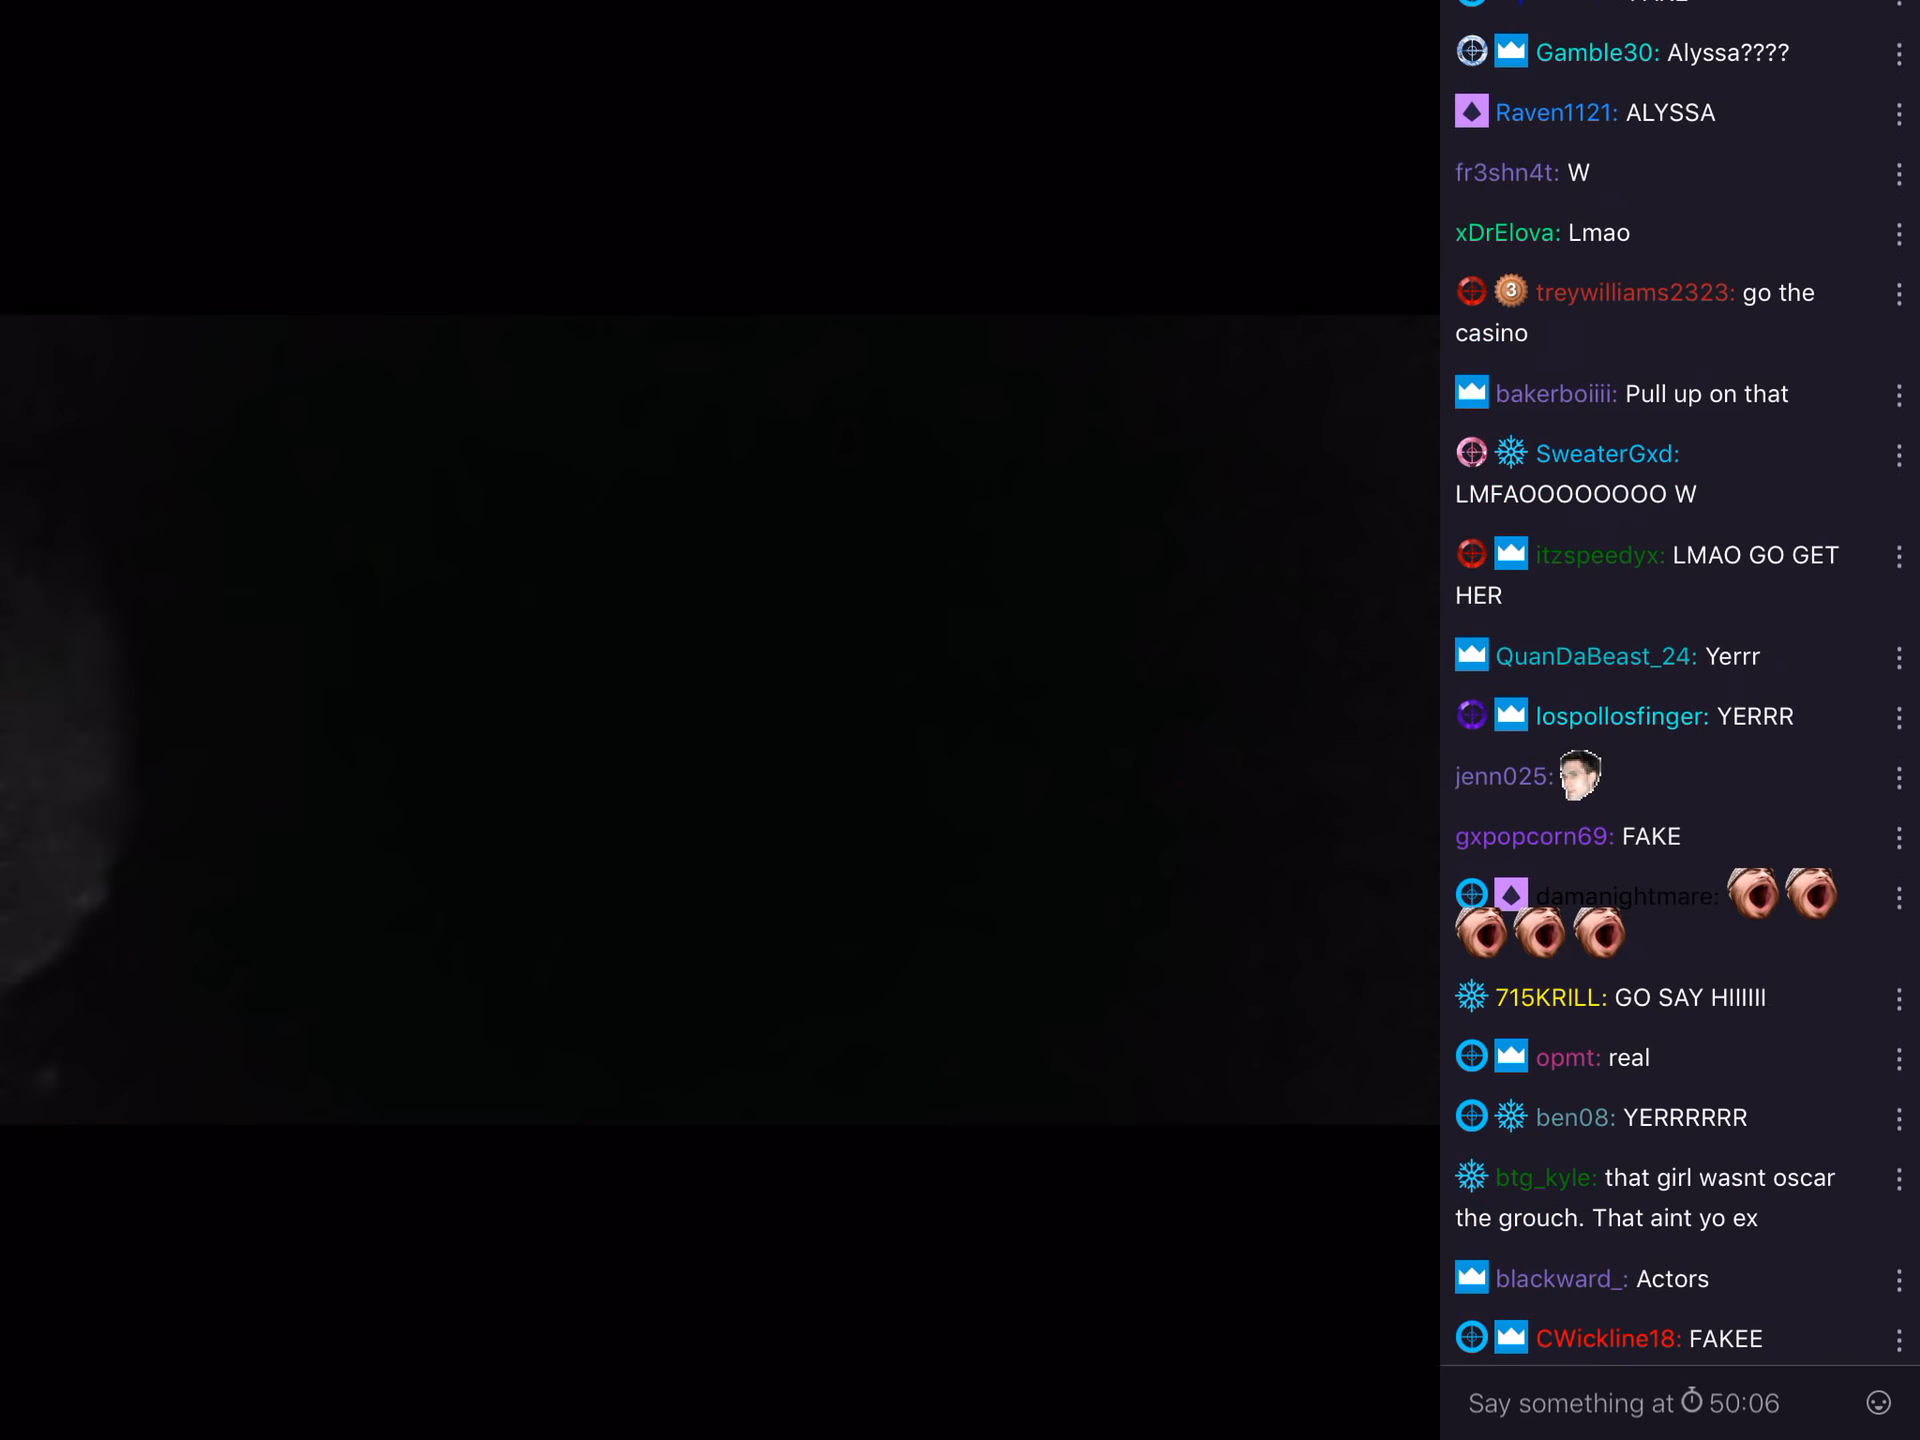 Gamble30: Alyssa????
Raven1121: ALYSSA
fr3shn4t: W
xDrElova: Lmao
3 treywilliams2323: go the
casino
bakerboiiii: Pull up on that
SweaterGxd:
LMFAOOOOOOOO W
itzspeedyx: LMAO GO GET
HER
QuanDaBeast_24: Yerrr
lospollosfinger: YERRR
jenn025:
gxpopcorn69: FAKE
damanightmare:
715KRILL: GO SAY HIIIIII
opmt: real
ben08: YERRRRRR
btg_kyle: that girl wasnt oscar
the grouch. That aint yo ex
blackward_: Actors
CWickline18: FAKEE
Say something at 50:06